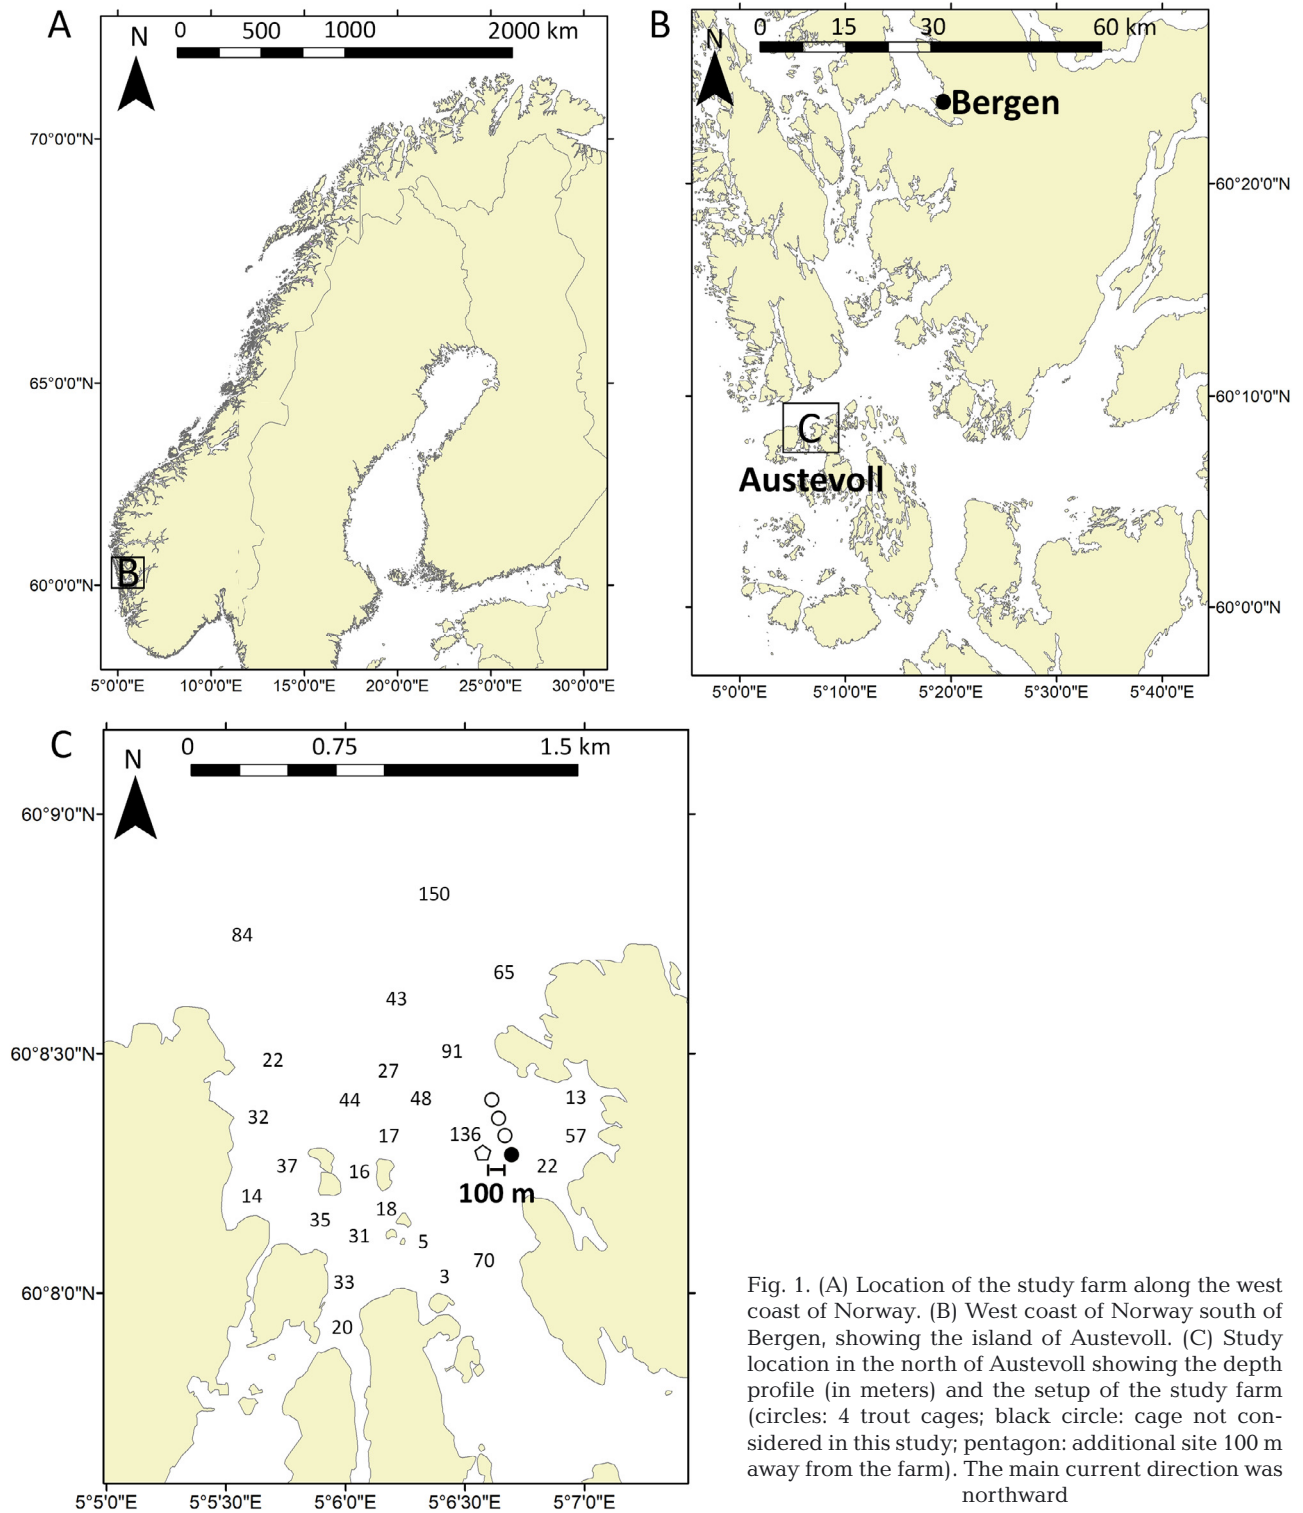 A
N
0 500 1000 2000 km
70°0'0"N
65°0'0"N
60°0'0"N
B
5°0'0"E 10°0'0"E 15°0'0"E 20°0'0"E 25°0'0"E 30°0'0"E
B
N
0 15 30 60 km
Bergen
60°20'0"N
60°10'0"N
C
Austevoll
60°0'0"N
5°0'0"E 5°10'0"E 5°20'0"E 5°30'0"E 5°40'0"E
C
N
0 0.75 1.5 km
60°9'0"N
150
84
65
43
60°8'30"N
91
22
27
44 48 13
32
17 136 57
37 16 22
14 100 m
18
35
31 5
70
3
33
60°8'0"N
20
5°5'0"E 5°5'30"E 5°6'0"E 5°6'30"E 5°7'0"E
Fig. 1. (A) Location of the study farm along the west
coast of Norway. (B) West coast of Norway south of
Bergen, showing the island of Austevoll. (C) Study
location in the north of Austevoll showing the depth
profile (in meters) and the setup of the study farm
(circles: 4 trout cages; black circle: cage not con-
sidered in this study; pentagon: additional site 100 m
away from the farm). The main current direction was
northward